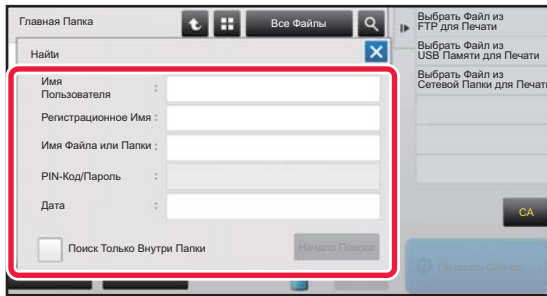 Главная Папка
Все Файлы
Найти
Имя
Пользователя :
Регистрационное Имя :
Имя Файла или Папки :
PIN-Код/Пароль :
Дата :
Поиск Только Внутри Папки
Начало Поиска
Выбрать Файл из
FTP для Печати
Выбрать Файл из
USB Памяти для Печати
Выбрать Файл из
Сетевой Папки для Печати
CA
Печатать Сейчас